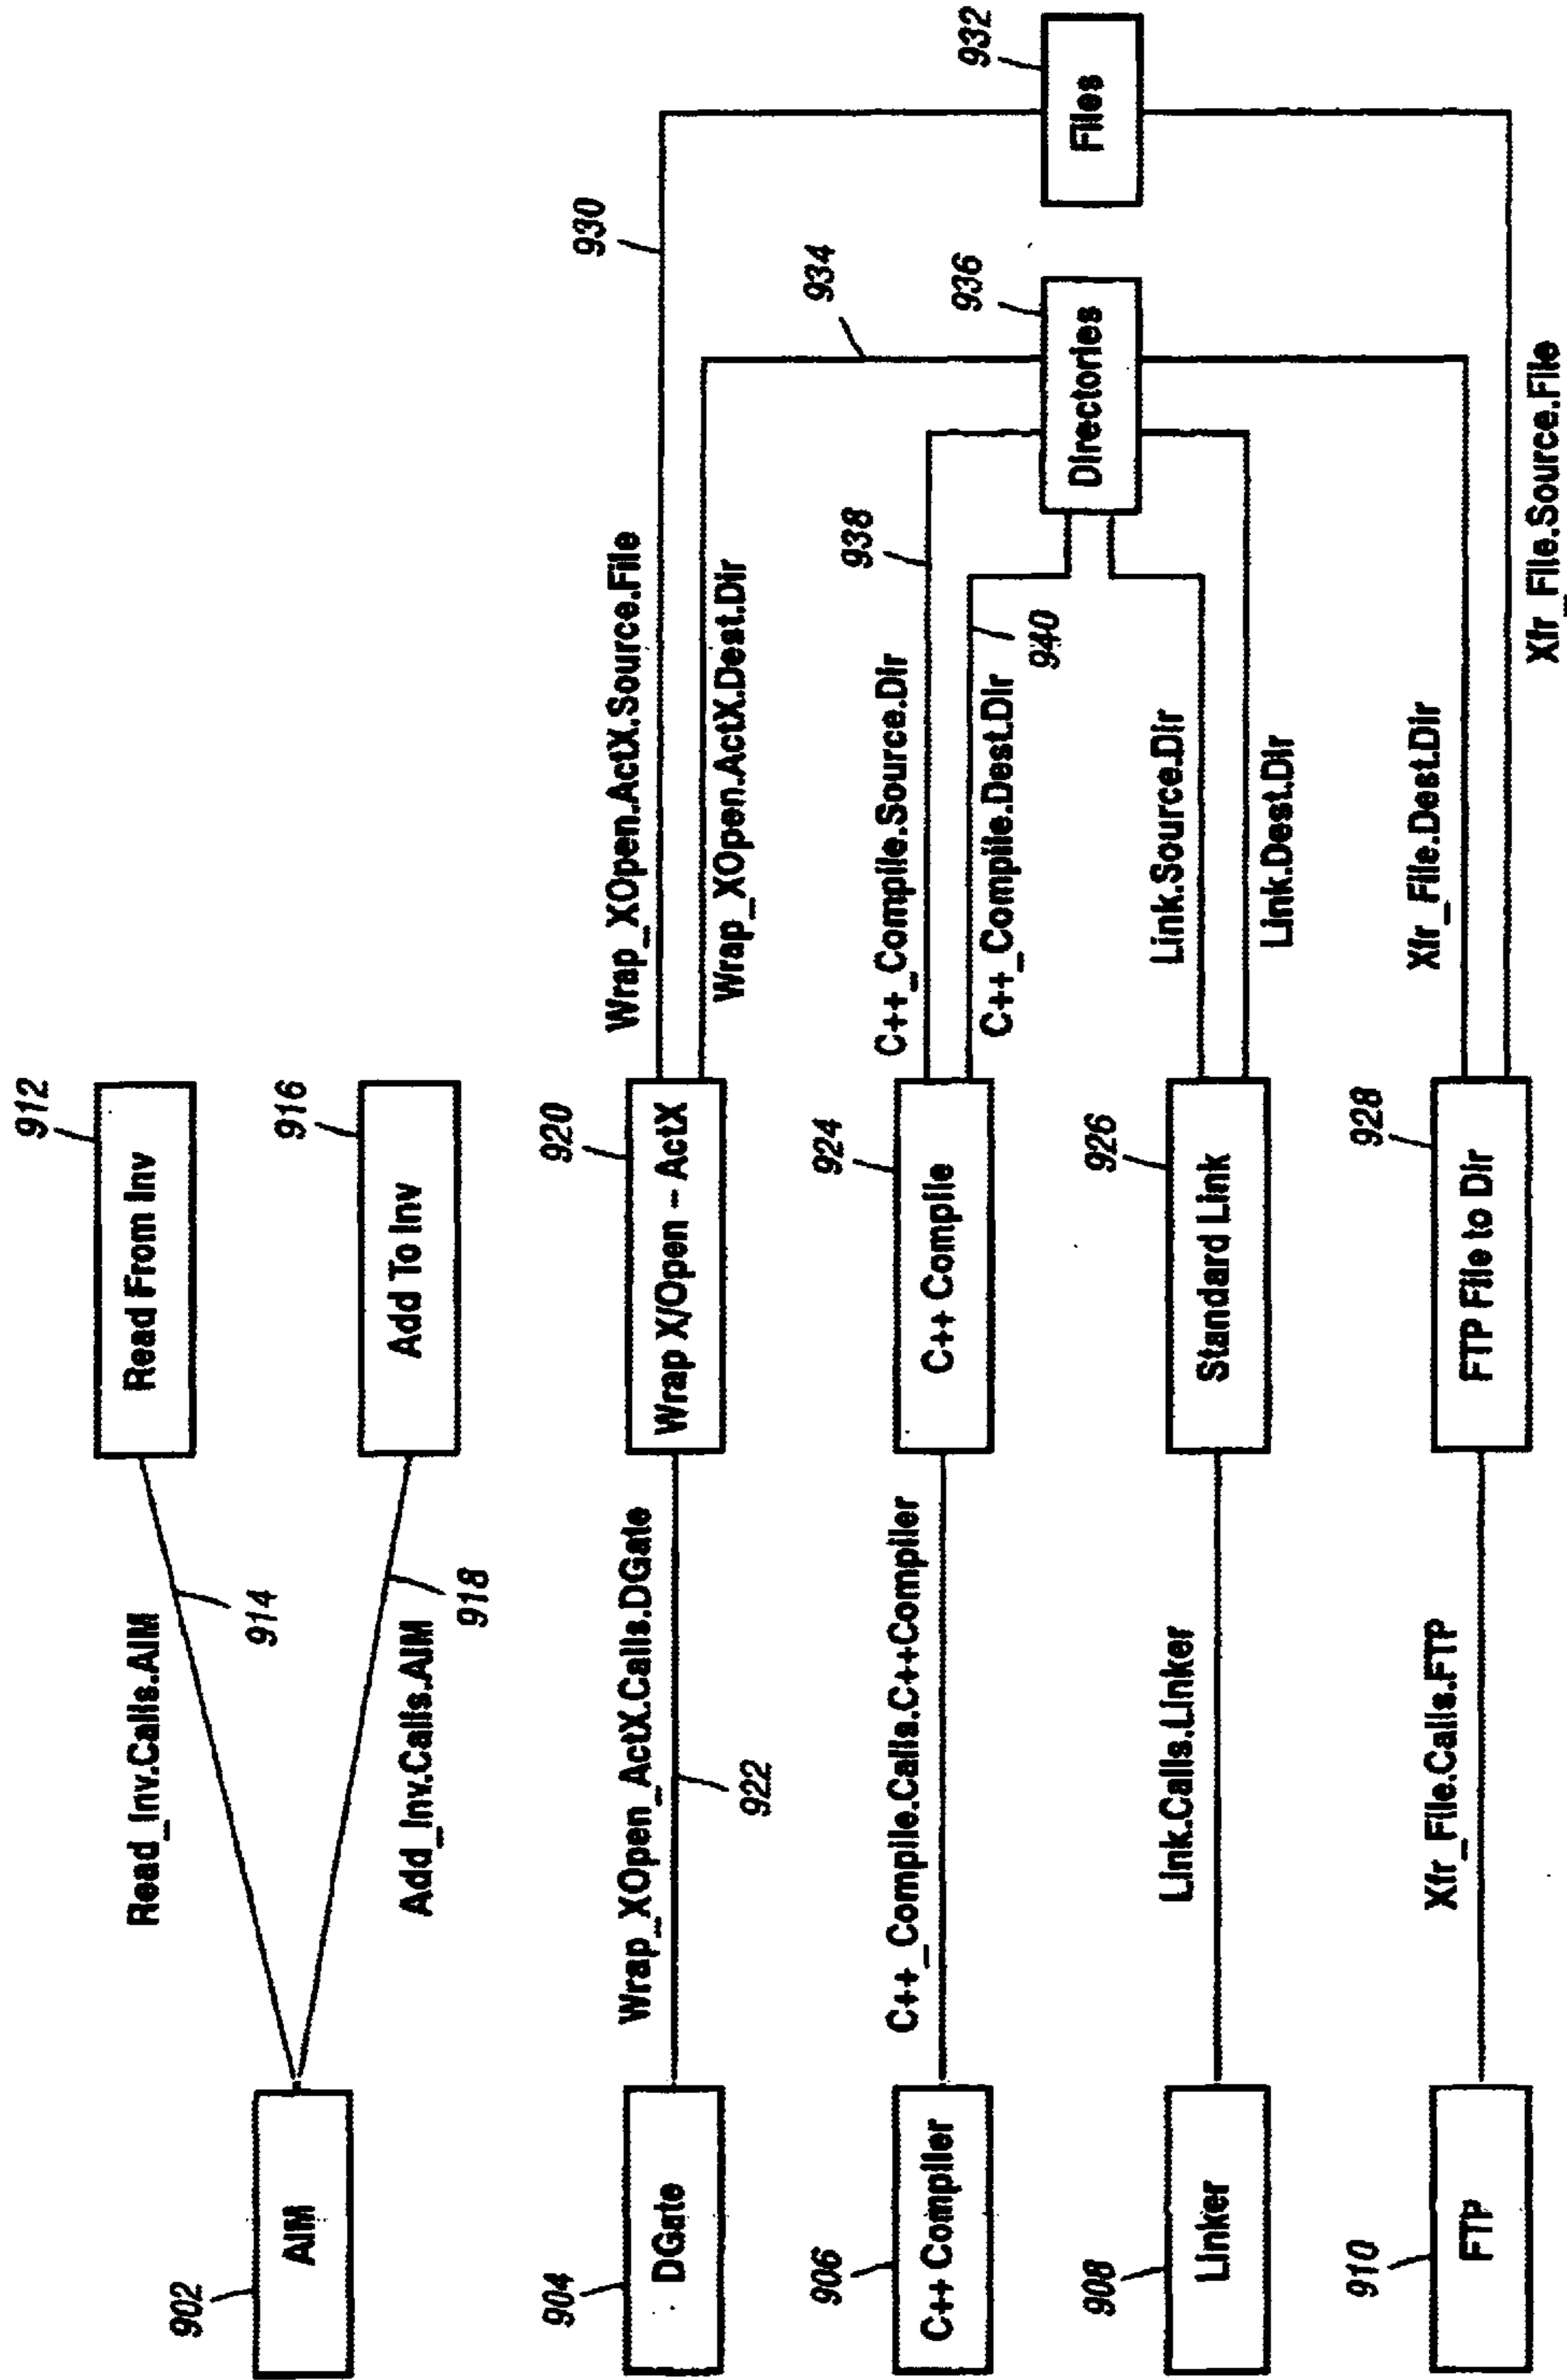 902
AIM
Read_Inv.Calls.AIM
914
912
Read From Inv
Add_Inv.Calls.AIM
918
916
Add To Inv
904
DGate
Wrap_XOpen_ActX.Calls.DGate
922
920
Wrap X/Open - ActX
Wrap_XOpen.ActX.Source.File
930
Wrap_XOpen.ActX.Dest.Dir
934
906
C++ Compiler
C++_Compile.Calls.C++Compiler
924
C++ Compile
C++_Compile.Source.Dir
938
C++_Compile.Dest.Dir
940
936
Directories
932
Files
908
Linker
Link.Calls.Linker
926
Standard Link
Link.Source.Dir
Link.Dest.Dir
910
FTP
Xfr_File.Calls.FTP
928
FTP File to Dir
Xfr_File.Dest.Dir
Xfr_File.Source.File